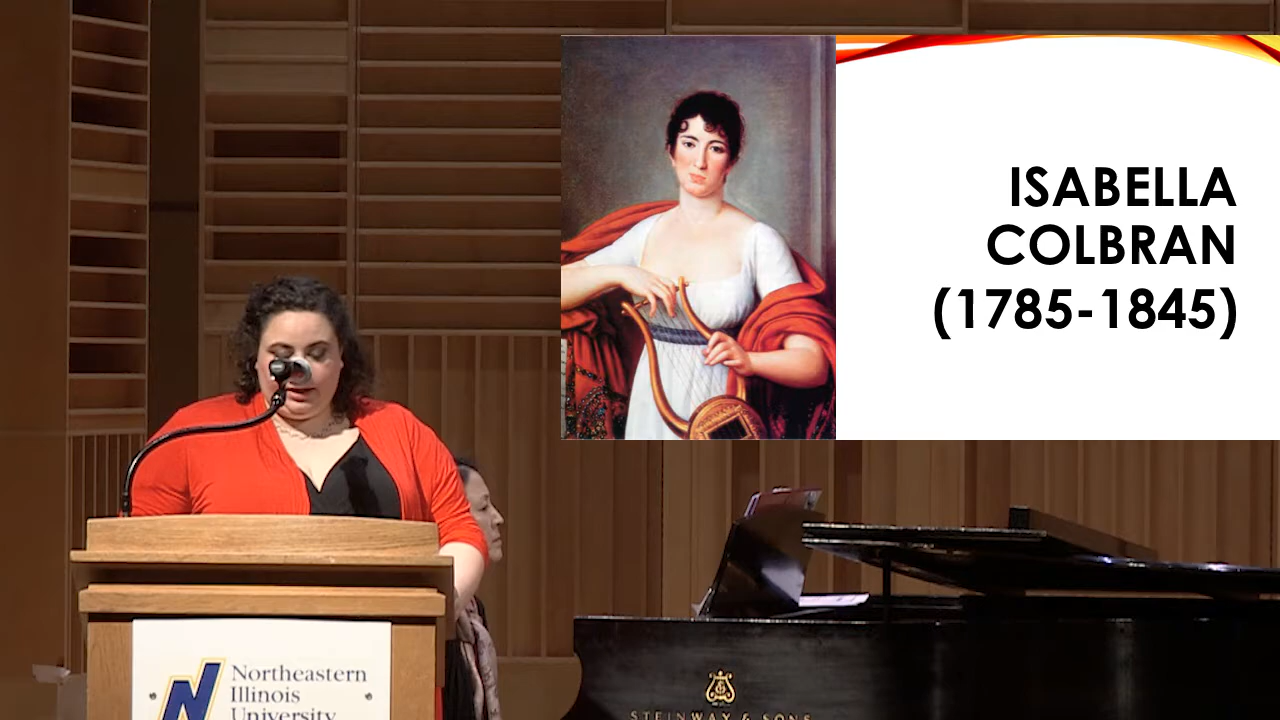 ISABELLA
COLBRAN
(1785-1845)
Northeastern
Illinois
University
STEINWAY & SONS